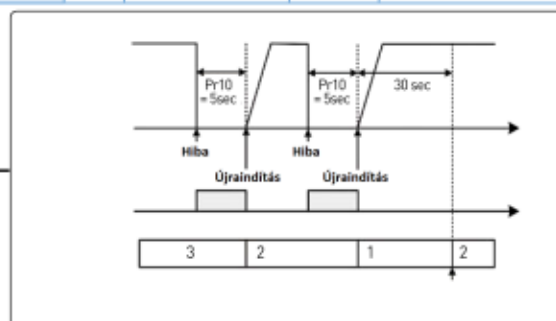 Pr10 = 5sec
Pr10 = 5sec
30 sec
Hiba
Hiba
Újraindítás
Újraindítás
3
2
1
2